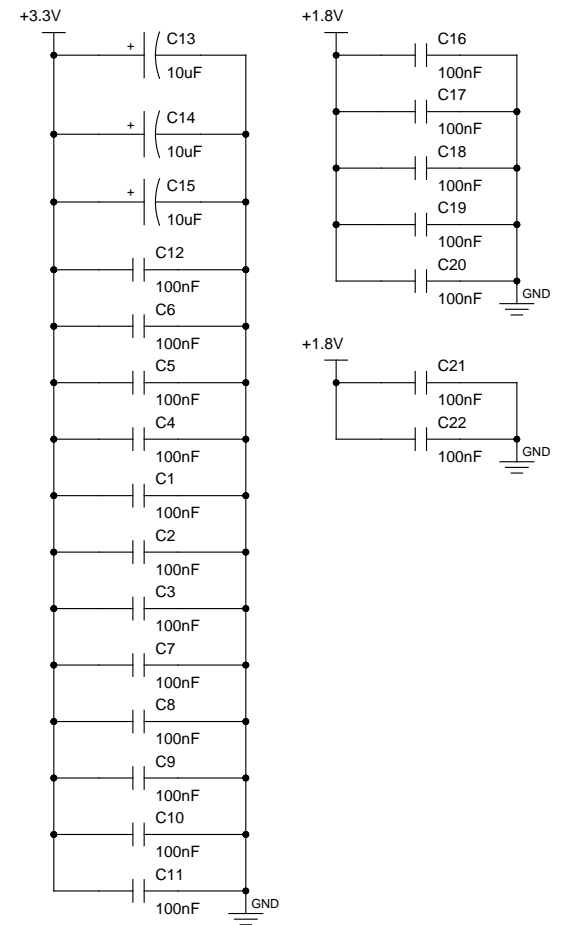 +3.3V
+
C13
10uF
+
C14
10uF
+
C15
10uF
C12
100nF
C6
100nF
C5
100nF
C4
100nF
C1
100nF
C2
100nF
C3
100nF
C7
100nF
C8
100nF
C9
100nF
C10
100nF
C11
100nF
GND
+1.8V
C16
100nF
C17
100nF
C18
100nF
C19
100nF
C20
100nF
GND
+1.8V
C21
100nF
C22
100nF
GND